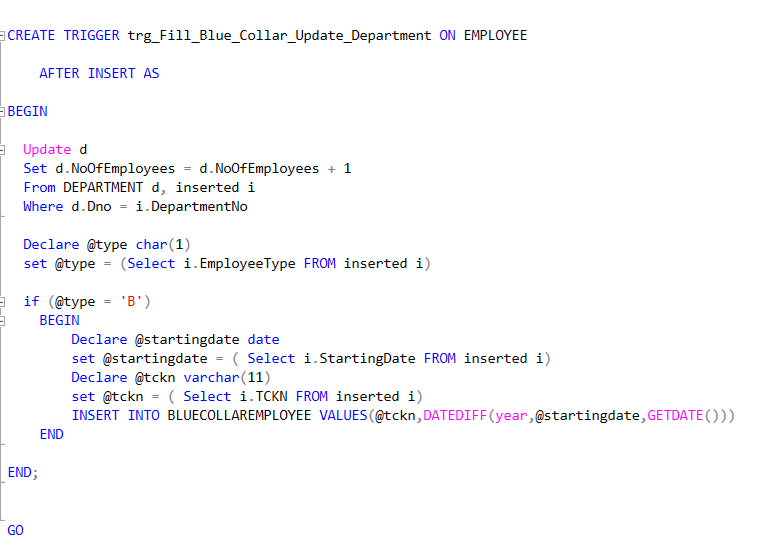 CREATE TRIGGER trg_Fill_Blue_Collar_Update_Department ON EMPLOYEE
AFTER INSERT AS
BEGIN
Update d
Set d.NoOfEmployees = d.NoOfEmployees + 1
From DEPARTMENT d, inserted i
Where d.Dno = i.DepartmentNo
Declare @type char(1)
set @type = (Select i.EmployeeType FROM inserted i)
if (@type = 'B')
BEGIN
Declare @startingdate date
set @startingdate = ( Select i.StartingDate FROM inserted i)
Declare @tckn varchar(11)
set @tckn = ( Select i.TCKN FROM inserted i)
INSERT INTO BLUECOLLAREMPLOYEE VALUES(@tckn,DATEDIFF(year,@startingdate,GETDATE()))
END
END;
GO